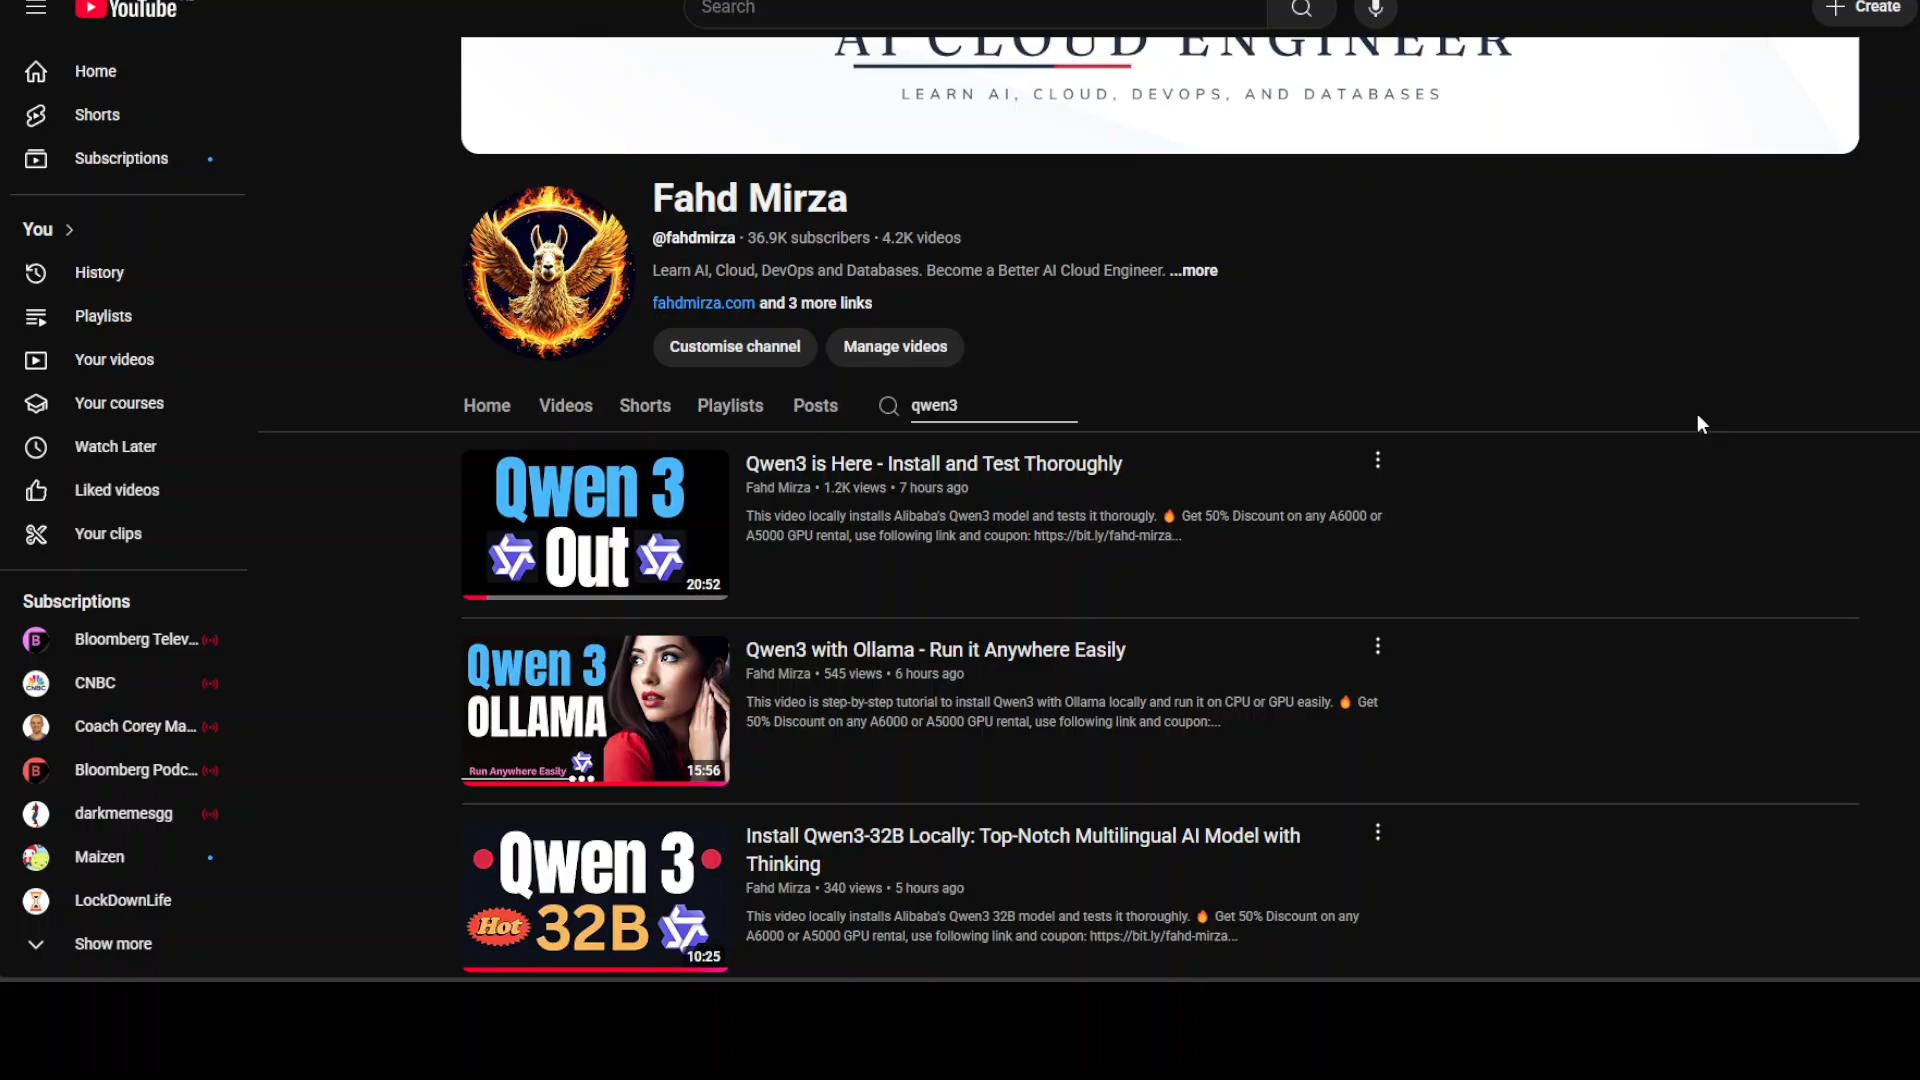 YouTube
Search
Create
Home
Shorts
Subscriptions
You
History
Playlists
Your videos
Your courses
Watch Later
Liked videos
Your clips
Subscriptions
Bloomberg Telev...
CNBC
Coach Corey Ma...
Bloomberg Podc...
darkmemesgg
Maizen
LockDownLife
Show more
AI CLOUD ENGINEER
LEARN AI, CLOUD, DEVOPS, AND DATABASES
Fahd Mirza
@fahdmirza · 36.9K subscribers · 4.2K videos
Learn AI, Cloud, DevOps and Databases. Become a Better AI Cloud Engineer. ...more
fahdmirza.com and 3 more links
Customise channel
Manage videos
Home
Videos
Shorts
Playlists
Posts
qwen3
Qwen 3
Out
20:52
Qwen3 is Here - Install and Test Thoroughly
Fahd Mirza • 1.2K views • 7 hours ago
This video locally installs Alibaba's Qwen3 model and tests it thorougly. 🔥 Get 50% Discount on any A6000 or
A5000 GPU rental, use following link and coupon: https://bit.ly/fahd-mirza...
Qwen 3
OLLAMA
Run Anywhere Easily
15:56
Qwen3 with Ollama - Run it Anywhere Easily
Fahd Mirza • 545 views • 6 hours ago
This video is step-by-step tutorial to install Qwen3 with Ollama locally and run it on CPU or GPU easily. 🔥 Get
50% Discount on any A6000 or A5000 GPU rental, use following link and coupon:...
Qwen 3
Hot 32B
10:25
Install Qwen3-32B Locally: Top-Notch Multilingual AI Model with
Thinking
Fahd Mirza • 340 views • 5 hours ago
This video locally installs Alibaba's Qwen3 32B model and tests it thoroughly. 🔥 Get 50% Discount on any
A6000 or A5000 GPU rental, use following link and coupon: https://bit.ly/fahd-mirza...